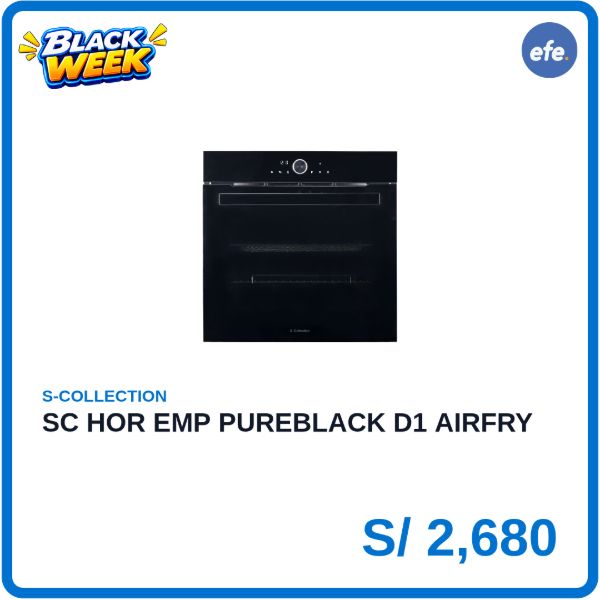 BLACK
WEEK
efe.
S-COLLECTION
SC HOR EMP PUREBLACK D1 AIRFRY
S/ 2,680